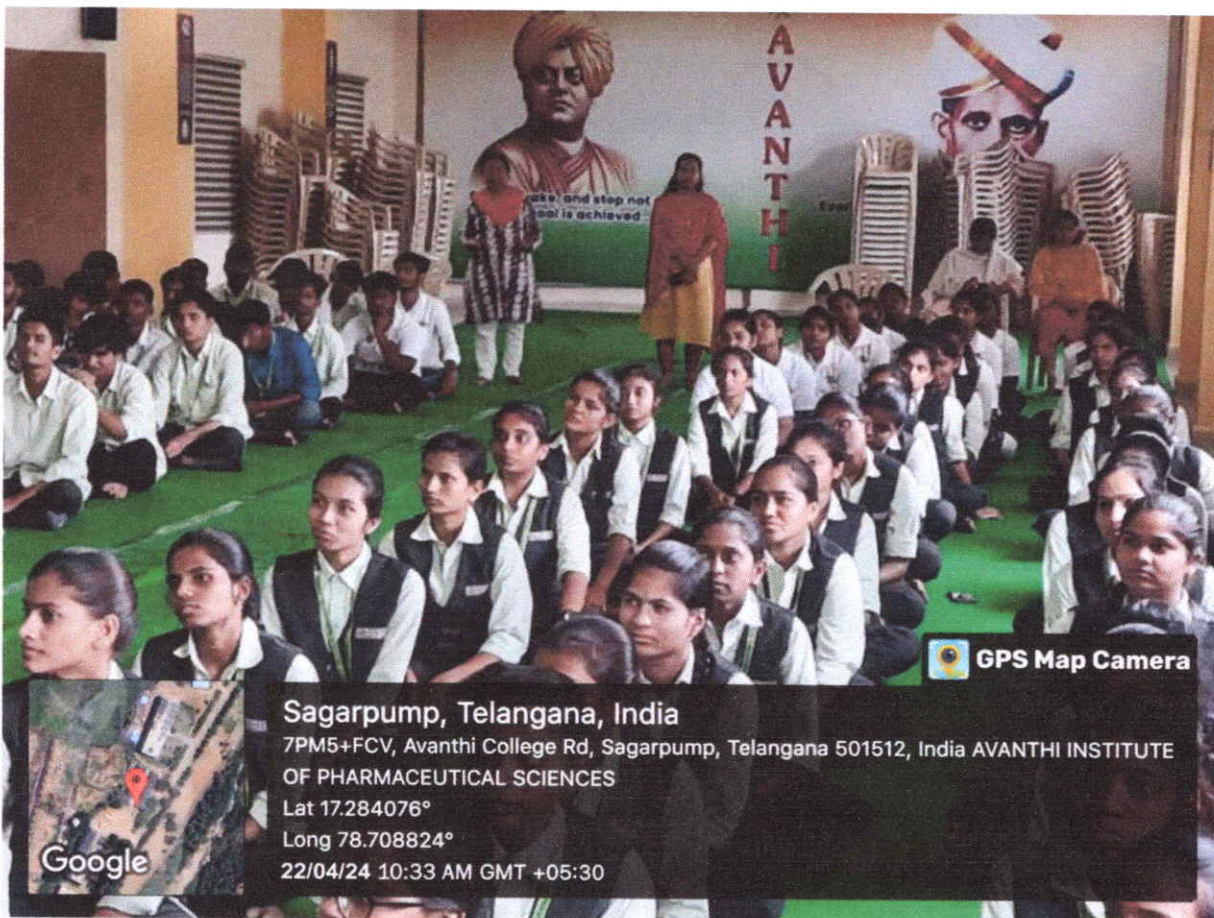 AVANTHI
ake, and stop not
oal is achieved
GPS Map Camera
Sagarpump, Telangana, India
7PM5+FCV, Avanthi College Rd, Sagarpump, Telangana 501512, India AVANTHI INSTITUTE
OF PHARMACEUTICAL SCIENCES
Lat 17.284076°
Long 78.708824°
22/04/24 10:33 AM GMT +05:30
Google